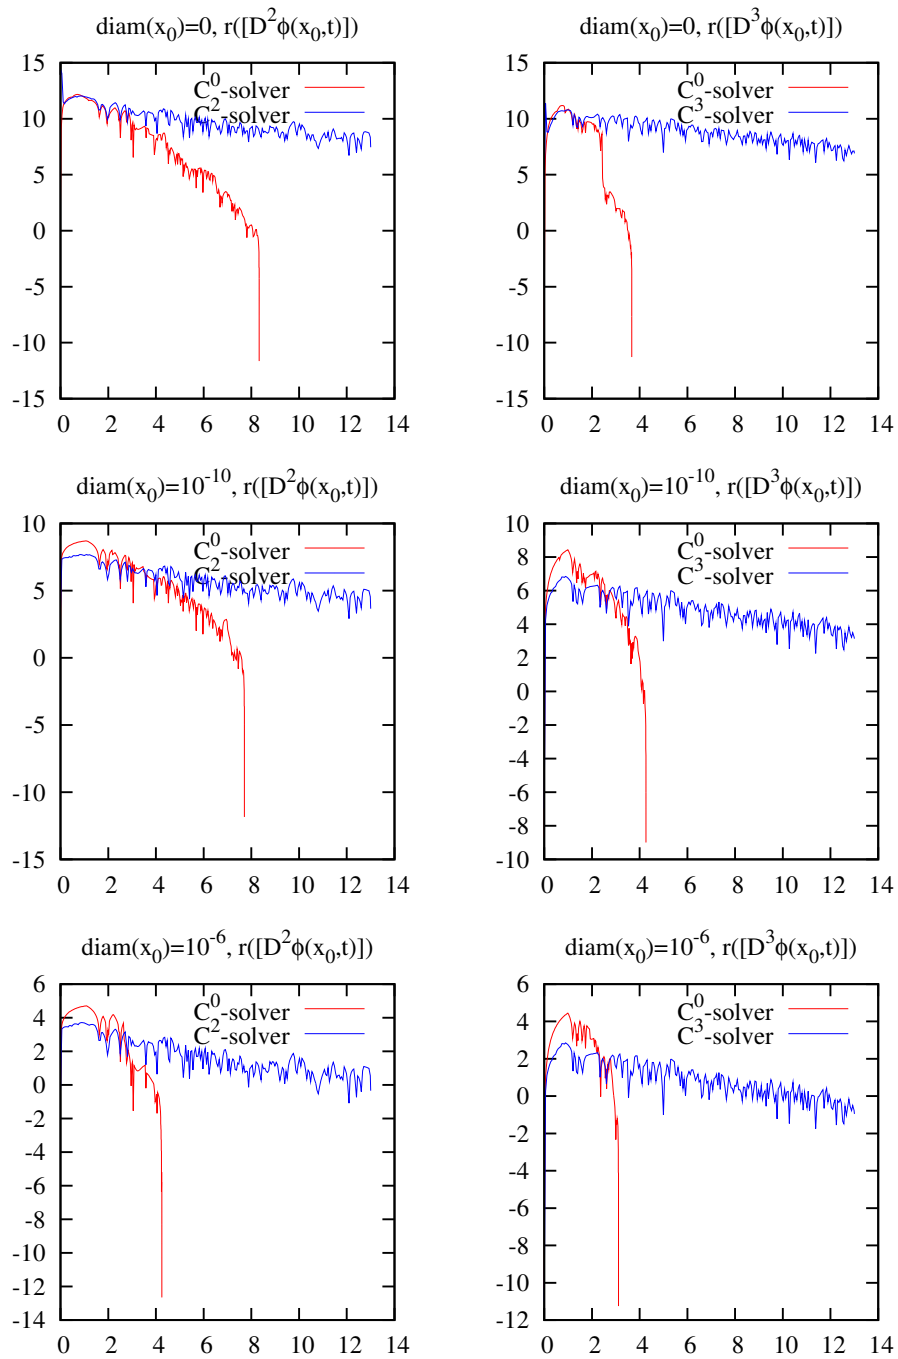 diam(x₀)=0, r([D²ϕ(x₀,t)])
15
10
5
0
-5
-10
-15
0 2 4 6 8 10 12 14
C⁰-solver
C²-solver
diam(x₀)=0, r([D³ϕ(x₀,t)])
15
10
5
0
-5
-10
-15
0 2 4 6 8 10 12 14
C⁰-solver
C³-solver
diam(x₀)=10⁻¹⁰, r([D²ϕ(x₀,t)])
10
5
0
-5
-10
-15
0 2 4 6 8 10 12 14
C⁰-solver
C²-solver
diam(x₀)=10⁻¹⁰, r([D³ϕ(x₀,t)])
10
8
6
4
2
0
-2
-4
-6
-8
-10
0 2 4 6 8 10 12 14
C⁰-solver
C³-solver
diam(x₀)=10⁻⁶, r([D²ϕ(x₀,t)])
6
4
2
0
-2
-4
-6
-8
-10
-12
-14
0 2 4 6 8 10 12 14
C⁰-solver
C²-solver
diam(x₀)=10⁻⁶, r([D³ϕ(x₀,t)])
6
4
2
0
-2
-4
-6
-8
-10
-12
0 2 4 6 8 10 12 14
C⁰-solver
C³-solver